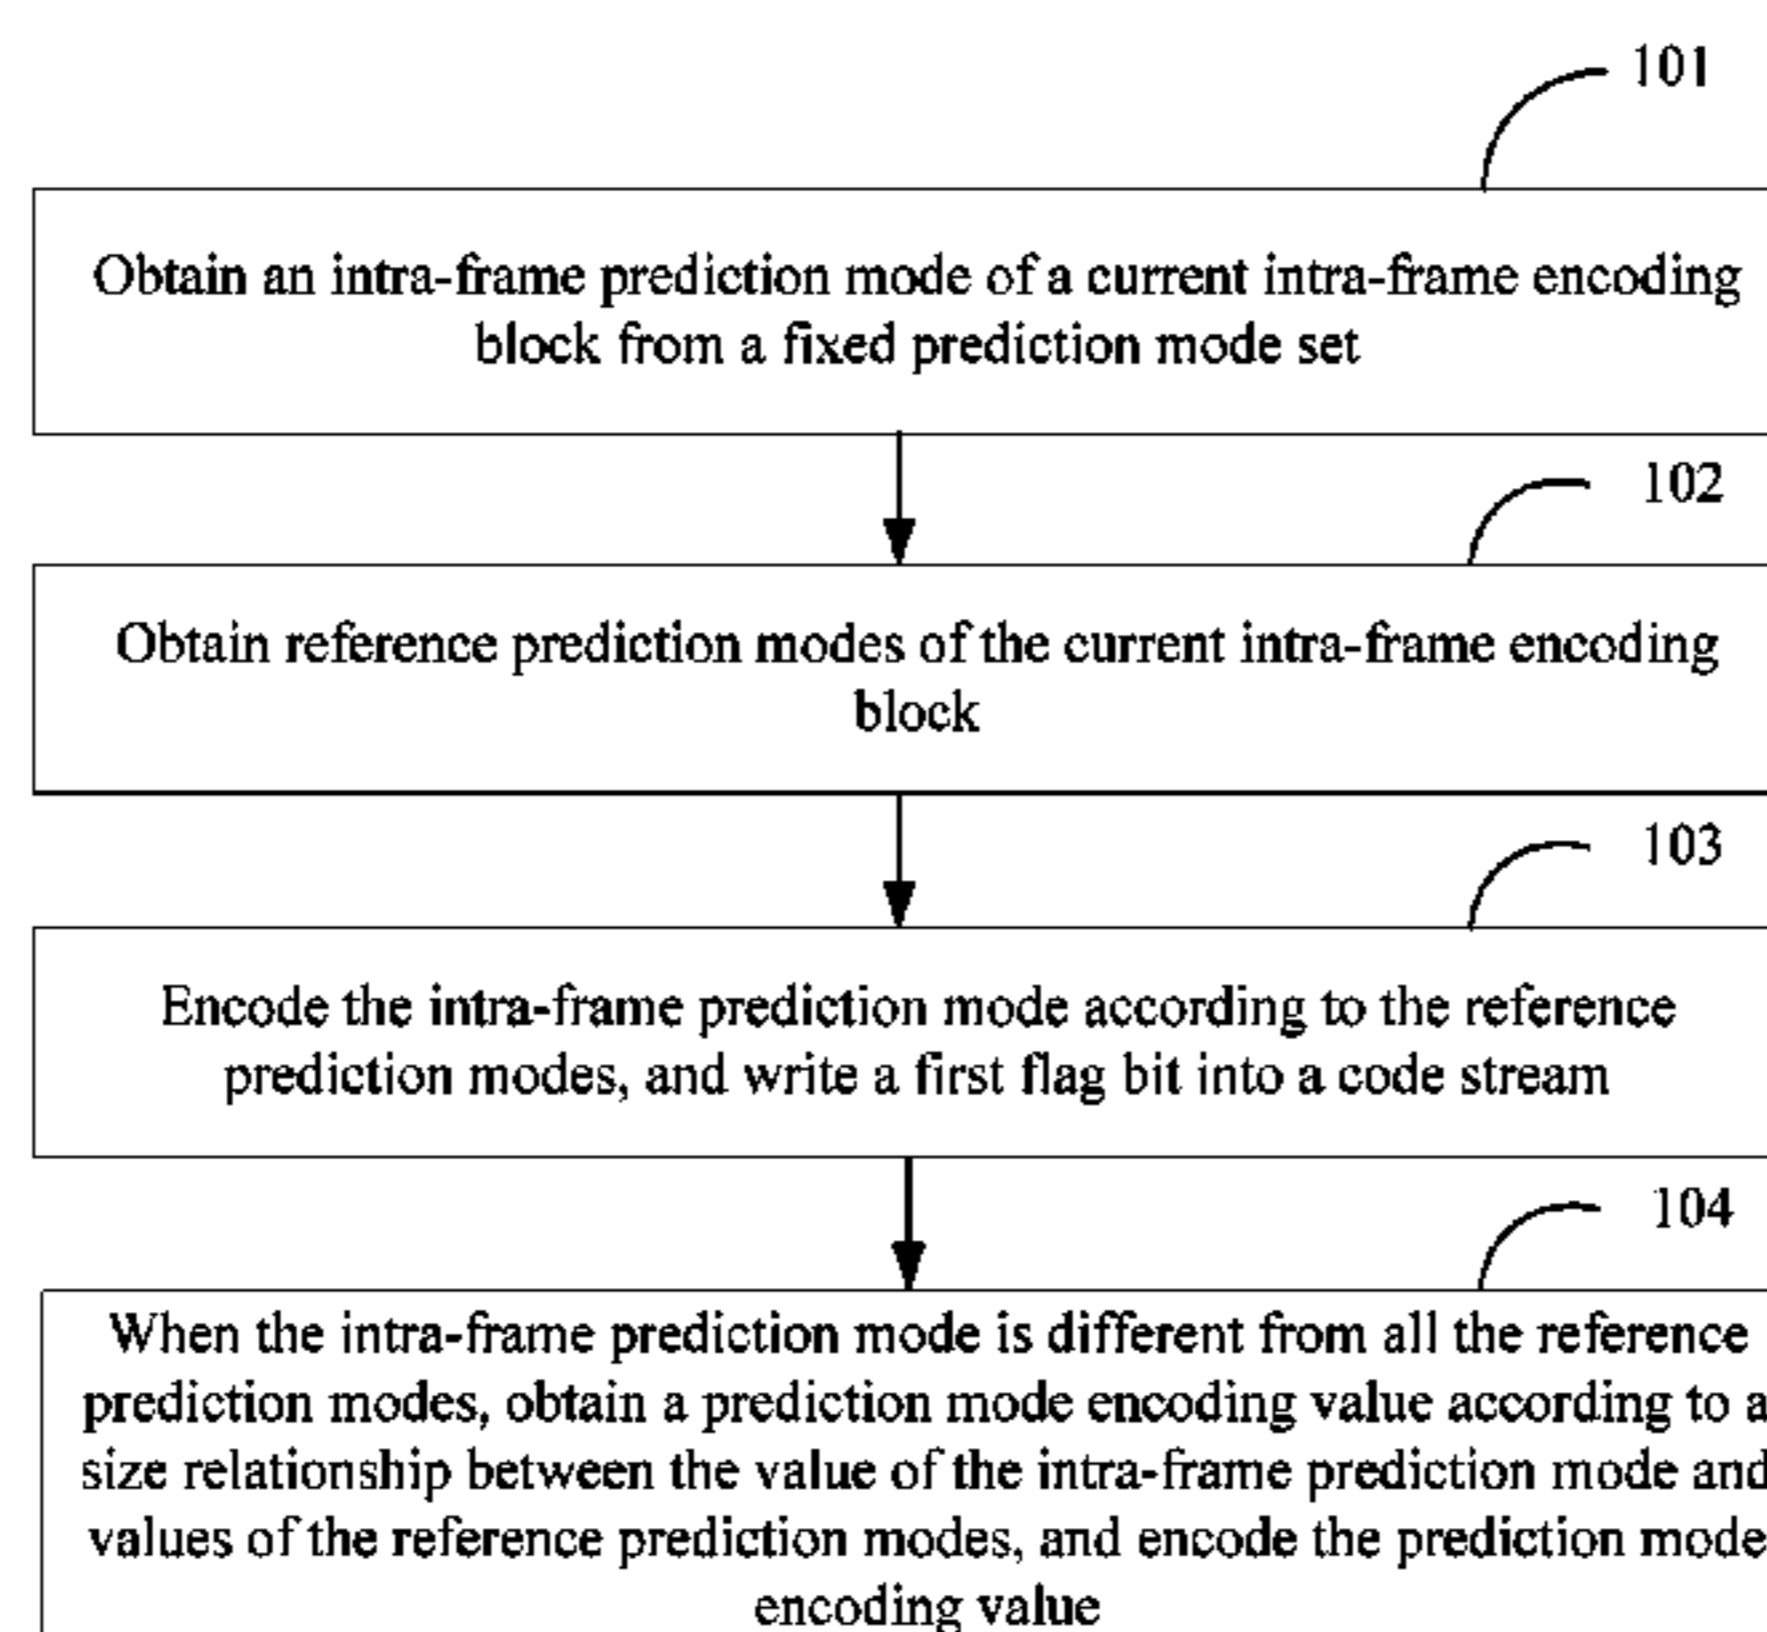 101
Obtain an intra-frame prediction mode of a current intra-frame encoding
block from a fixed prediction mode set
102
Obtain reference prediction modes of the current intra-frame encoding
block
103
Encode the intra-frame prediction mode according to the reference
prediction modes, and write a first flag bit into a code stream
104
When the intra-frame prediction mode is different from all the reference
prediction modes, obtain a prediction mode encoding value according to a
size relationship between the value of the intra-frame prediction mode and
values of the reference prediction modes, and encode the prediction mode
encoding value